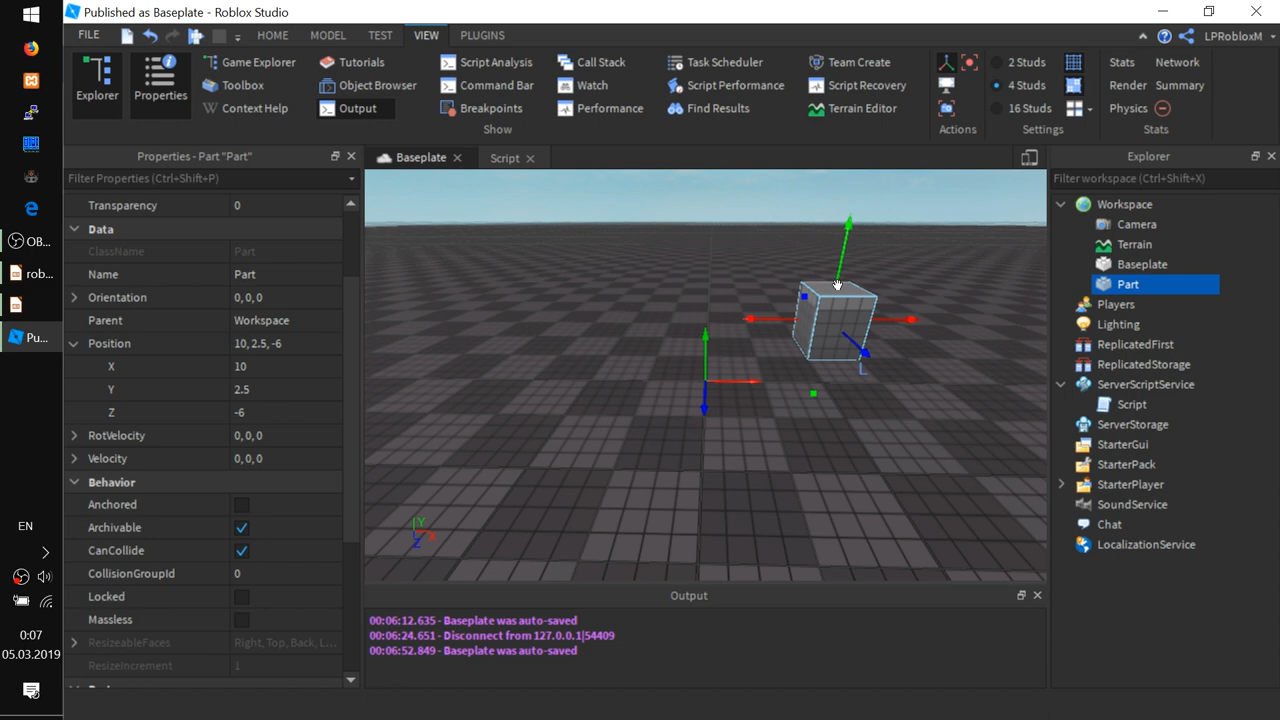 Published as Baseplate - Roblox Studio
FILE HOME MODEL TEST VIEW PLUGINS LPRobloxM
Explorer
Properties
Game Explorer
Toolbox
Context Help
Tutorials
Object Browser
Output
Script Analysis
Command Bar
Breakpoints
Call Stack
Watch
Performance
Task Scheduler
Script Performance
Find Results
Team Create
Script Recovery
Terrain Editor
Show
Actions
2 Studs
4 Studs
16 Studs
Settings
Stats Network
Render Summary
Physics
Stats
Properties - Part "Part"
Filter Properties (Ctrl+Shift+P)
Transparency 0
Data
ClassName Part
Name Part
Orientation 0, 0, 0
Parent Workspace
Position 10, 2.5, -6
X 10
Y 2.5
Z -6
RotVelocity 0, 0, 0
Velocity 0, 0, 0
Behavior
Anchored
Archivable
CanCollide
CollisionGroupId 0
Locked
Massless
ResizeableFaces Right, Top, Back, L...
ResizeIncrement 1
Baseplate
Script
L
Y
X
Z
Output
00:06:12.635 - Baseplate was auto-saved
00:06:24.651 - Disconnect from 127.0.0.1|54409
00:06:52.849 - Baseplate was auto-saved
Explorer
Filter workspace (Ctrl+Shift+X)
Workspace
Camera
Terrain
Baseplate
Part
Players
Lighting
ReplicatedFirst
ReplicatedStorage
ServerScriptService
Script
ServerStorage
StarterGui
StarterPack
StarterPlayer
SoundService
Chat
LocalizationService
OB...
rob...
Pu...
EN
0:07
05.03.2019